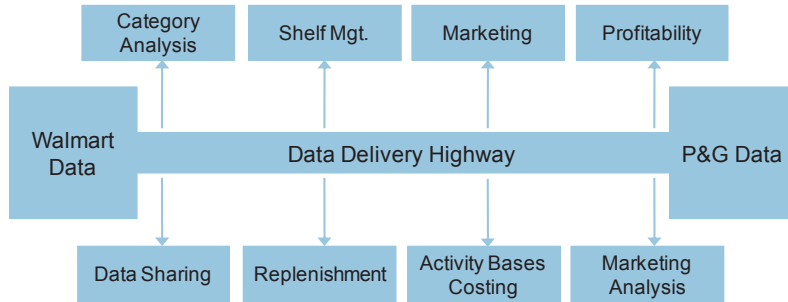 Category
Analysis
Shelf Mgt.
Marketing
Profitability
Walmart
Data
Data Delivery Highway
P&G Data
Data Sharing
Replenishment
Activity Bases
Costing
Marketing
Analysis